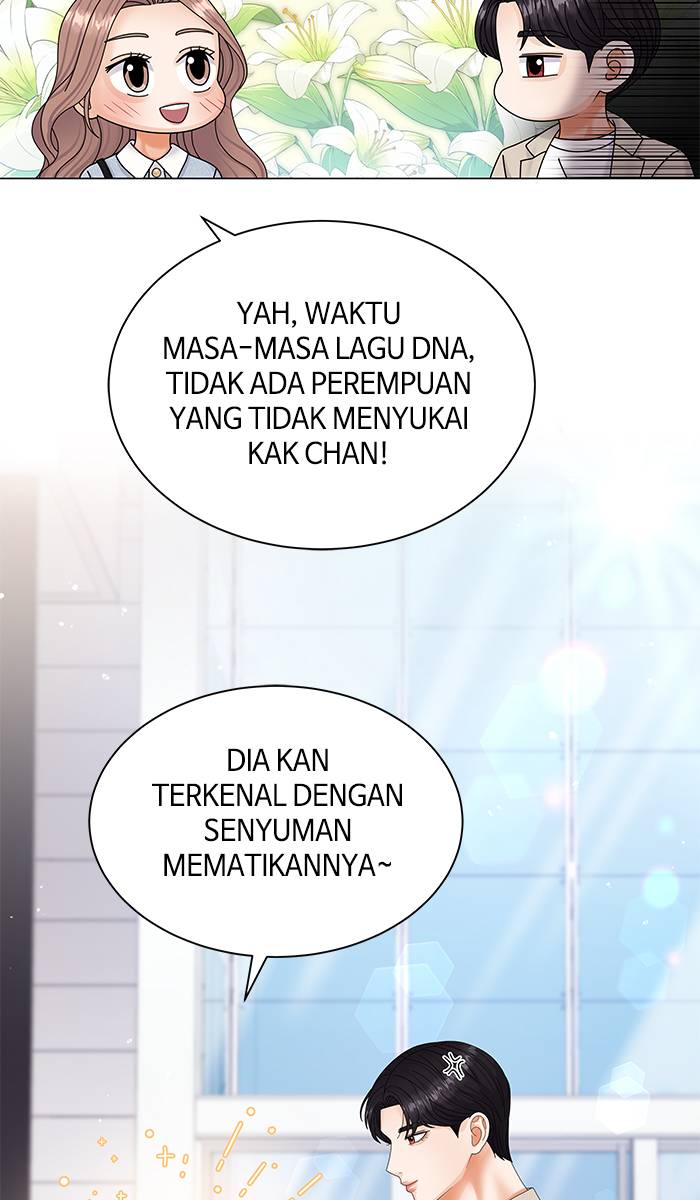 YAH, WAKTU
MASA-MASA LAGU DNA,
TIDAK ADA PEREMPUAN
YANG TIDAK MENYUKAI
KAK CHAN!
DIA KAN
TERKENAL DENGAN
SENYUMAN
MEMATIKANNYA~